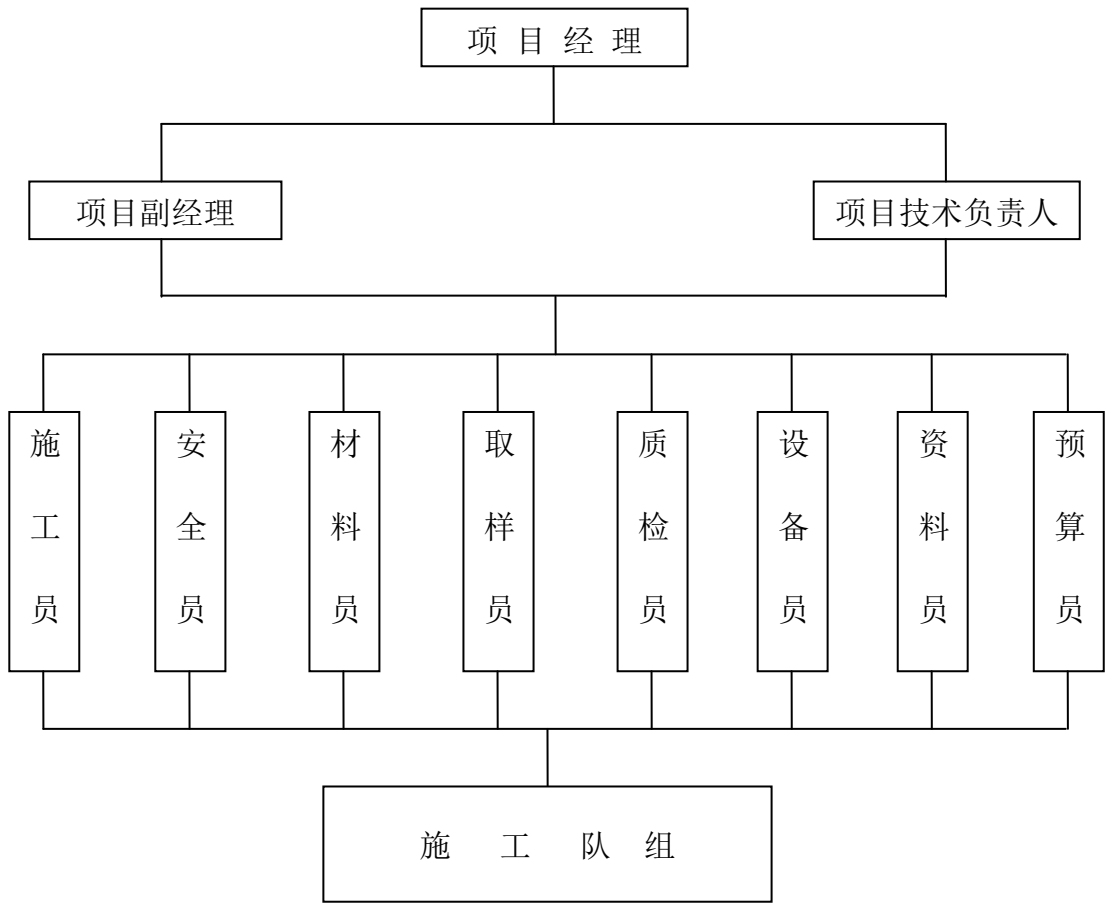 项目经理
项目副经理
项目技术负责人
施工员
安全员
材料员
取样员
质检员
设备员
资料员
预算员
施工队组